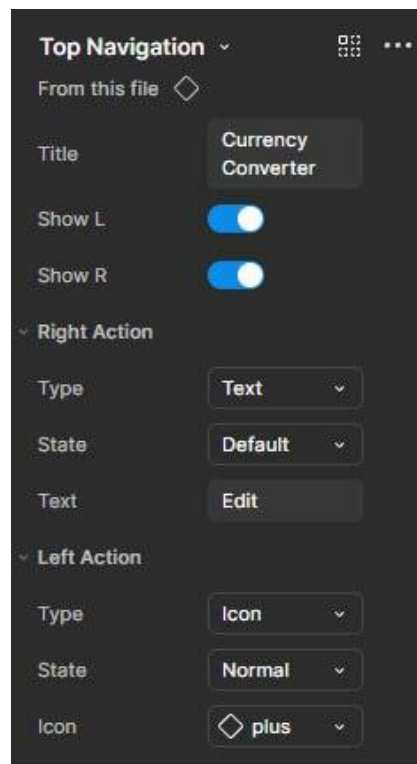 Top Navigation
From this file
Title Currency
Converter
Show L
Show R
Right Action
Type Text
State Default
Text Edit
Left Action
Type Icon
State Normal
Icon plus